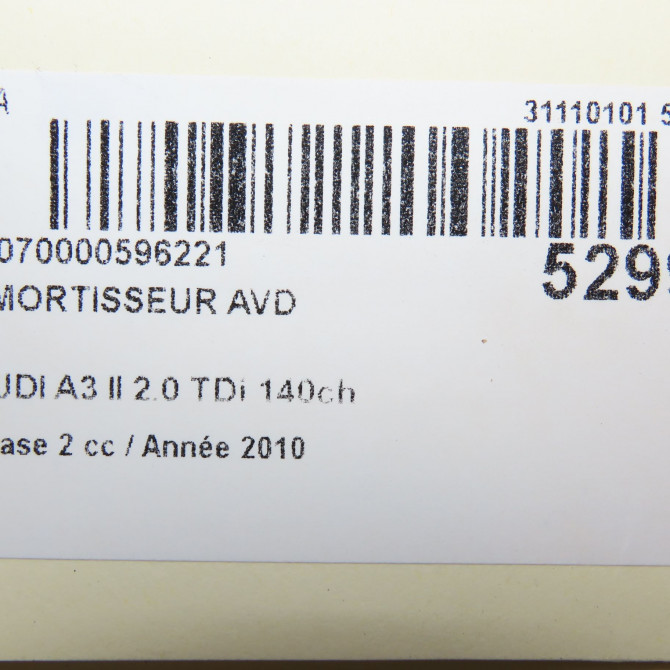 A
31110101 5
070000596221
5299
MORTISSEUR AVD
UDI A3 II 2.0 TDi 140ch
ase 2 cc / Année 2010